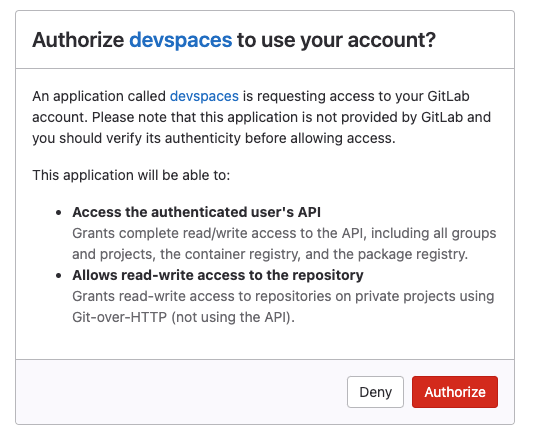 Authorize devspaces to use your account?
An application called devspaces is requesting access to your GitLab
account. Please note that this application is not provided by GitLab and
you should verify its authenticity before allowing access.
This application will be able to:
• Access the authenticated user's API
Grants complete read/write access to the API, including all groups
and projects, the container registry, and the package registry.
• Allows read-write access to the repository
Grants read-write access to repositories on private projects using
Git-over-HTTP (not using the API).
Deny Authorize